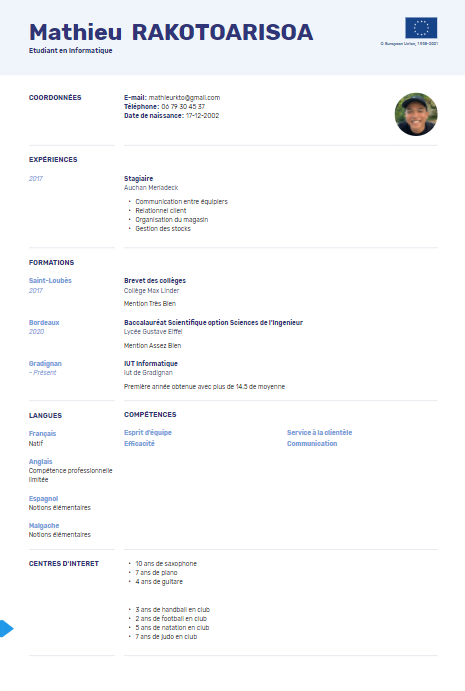 Mathieu RAKOTOARISOA
Etudiant en Informatique
© European Union, 1998-2021
COORDONNÉES
E-mail: mathieurkto@gmail.com
Téléphone: 06 79 30 45 37
Date de naissance: 17-12-2002
EXPÉRIENCES
2017
Stagiaire
Auchan Meriadeck
• Communication entre équipiers
• Relationnel client
• Organisation du magasin
• Gestion des stocks
FORMATIONS
Saint-Loubès
2017
Brevet des collèges
Collège Max Linder
Mention Très Bien
Bordeaux
2020
Baccalauréat Scientifique option Sciences de l'Ingenieur
Lycée Gustave Eiffel
Mention Assez Bien
Gradignan
- Présent
IUT Informatique
Iut de Gradignan
Première année obtenue avec plus de 14.5 de moyenne
LANGUES
Français
Natif
Anglais
Compétence professionnelle
limitée
Espagnol
Notions élémentaires
Malgache
Notions élémentaires
COMPÉTENCES
Esprit d'équipe
Service à la clientèle
Efficacité
Communication
CENTRES D'INTERET
• 10 ans de saxophone
• 7 ans de piano
• 4 ans de guitare
• 3 ans de handball en club
• 2 ans de football en club
• 5 ans de natation en club
• 7 ans de judo en club